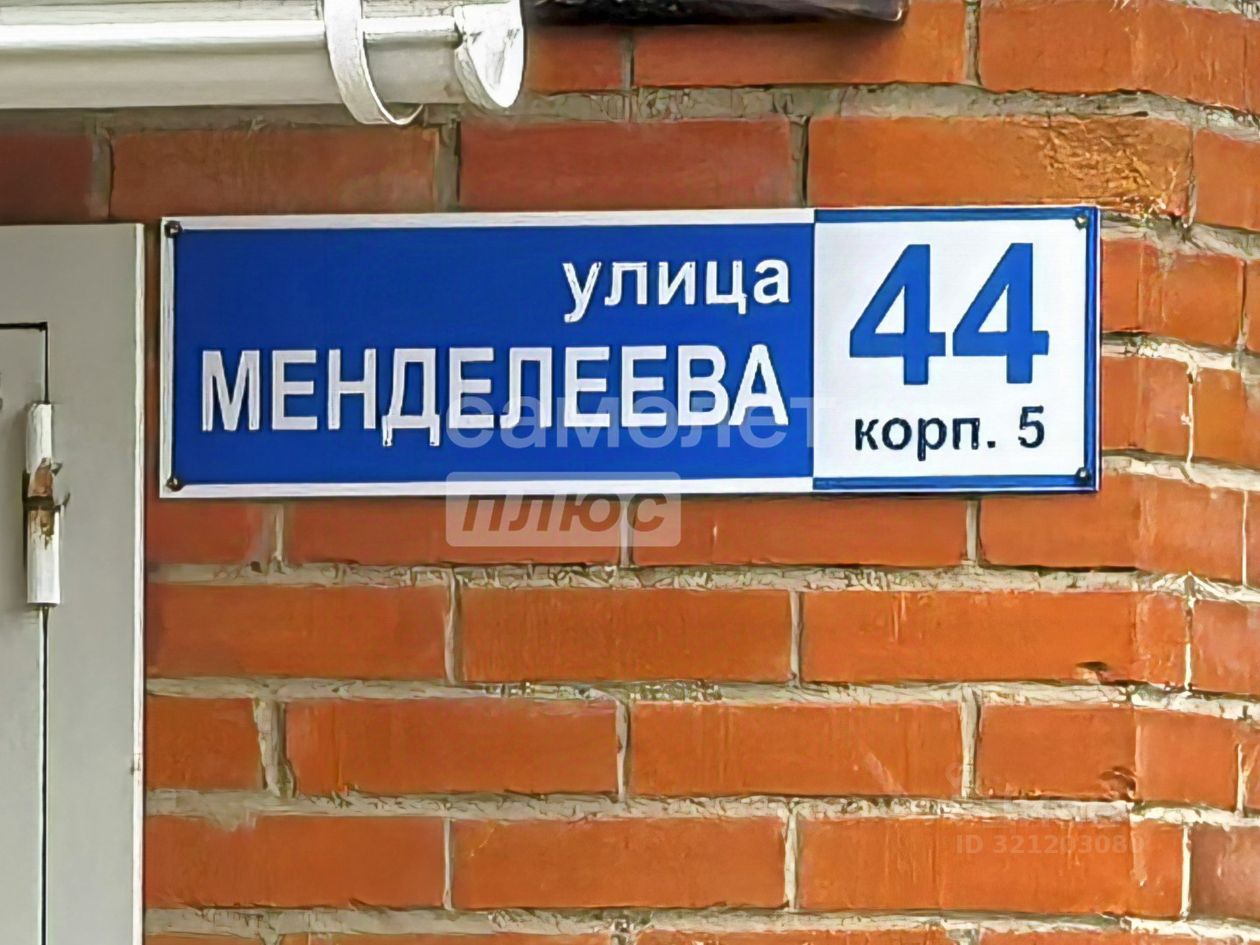 улица
МЕНДЕЛЕЕВА
44
корп. 5
самолет
плюс